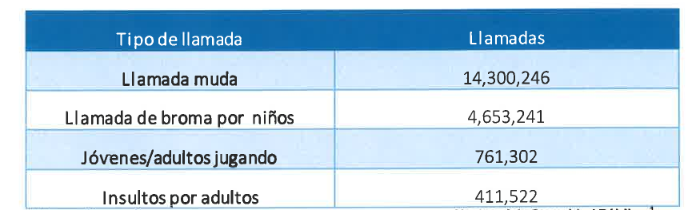 Tipo de llamada Llamadas
Llamada muda 14,300,246
Llamada de broma por niños 4,653,241
Jóvenes/adultos jugando 761,302
Insultos por adultos 411,522